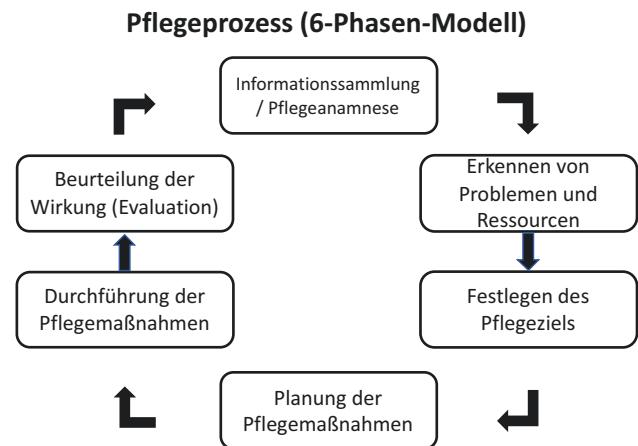 Pflegeprozess (6-Phasen-Modell)
Informationssammlung
/ Pflegeanamnese
Erkennen von
Problemen und
Ressourcen
Festlegen des
Pflegeziels
Planung der
Pflegemaßnahmen
Durchführung der
Pflegemaßnahmen
Beurteilung der
Wirkung (Evaluation)